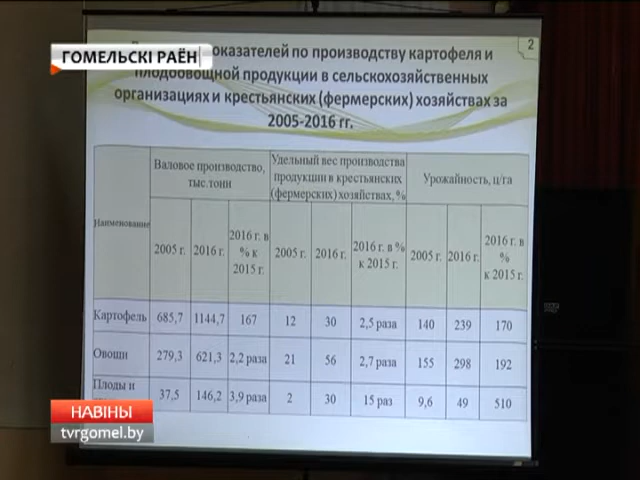 ГОМЕЛЬСКІ РАЁН
2
оказателей по производству картофеля и
плодоовощной продукции в сельскохозяйственных
организациях и крестьянских (фермерских) хозяйствах за
2005-2016 гг.
Наименование
Валовое производство,
тыс.тонн
Удельный вес производства
продукции в крестьянских
(фермерских) хозяйствах, %
Урожайность, ц/га
2005 г. 2016 г. 2016 г. в % к 2015 г. 2005 г. 2016 г. 2016 г. в % к 2015 г. 2005 г. 2016 г. 2016 г. в % к 2015 г.
Картофель 685,7 1144,7 167 12 30 2,5 раза 140 239 170
Овощи 279,3 621,3 2,2 раза 21 56 2,7 раза 155 298 192
Плоды и 37,5 146,2 3,9 раза 2 30 15 раз 9,6 49 510
НАВІНЫ
tvrgomel.by